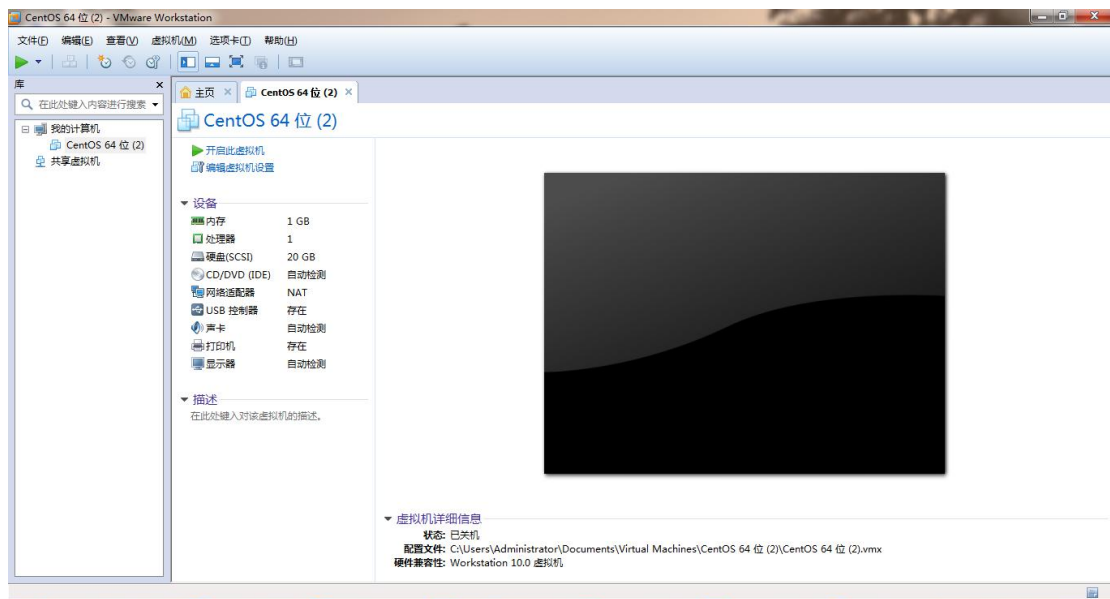 CentOS 64 位 (2) - VMware Workstation
文件(F) 编辑(E) 查看(V) 虚拟机(M) 选项卡(T) 帮助(H)
库
在此处键入内容进行搜索
我的计算机
CentOS 64 位 (2)
共享虚拟机
主页
CentOS 64 位 (2)
CentOS 64 位 (2)
开启此虚拟机
编辑虚拟机设置
设备
内存 1 GB
处理器 1
硬盘(SCSI) 20 GB
CD/DVD (IDE) 自动检测
网络适配器 NAT
USB 控制器 存在
声卡 自动检测
打印机 存在
显示器 自动检测
描述
在此处键入对该虚拟机的描述。
虚拟机详细信息
状态: 已关机
配置文件: C:\Users\Administrator\Documents\Virtual Machines\CentOS 64 位 (2)\CentOS 64 位 (2).vmx
硬件兼容性: Workstation 10.0 虚拟机